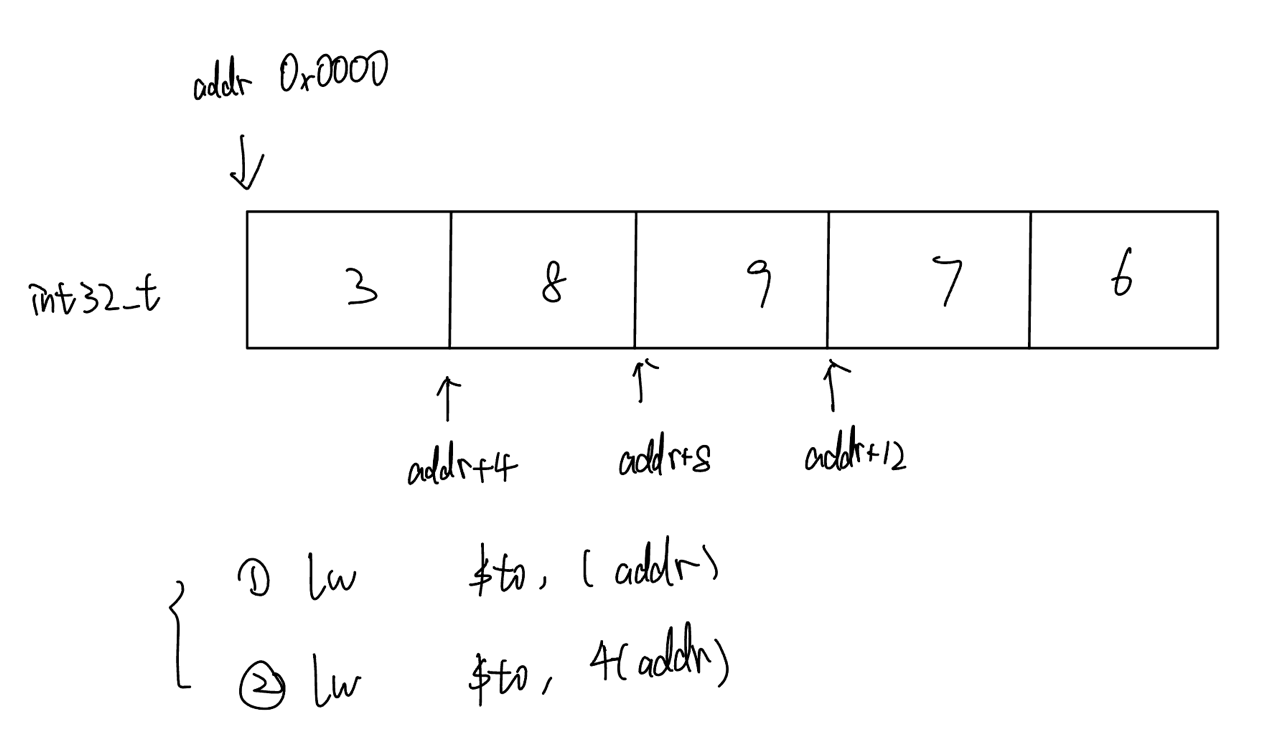 addr 0x0000
int32_t 3 8 9 7 6
addr+4 addr+8 addr+12
① lw $t0, (addr)
② lw $t0, 4(addr)